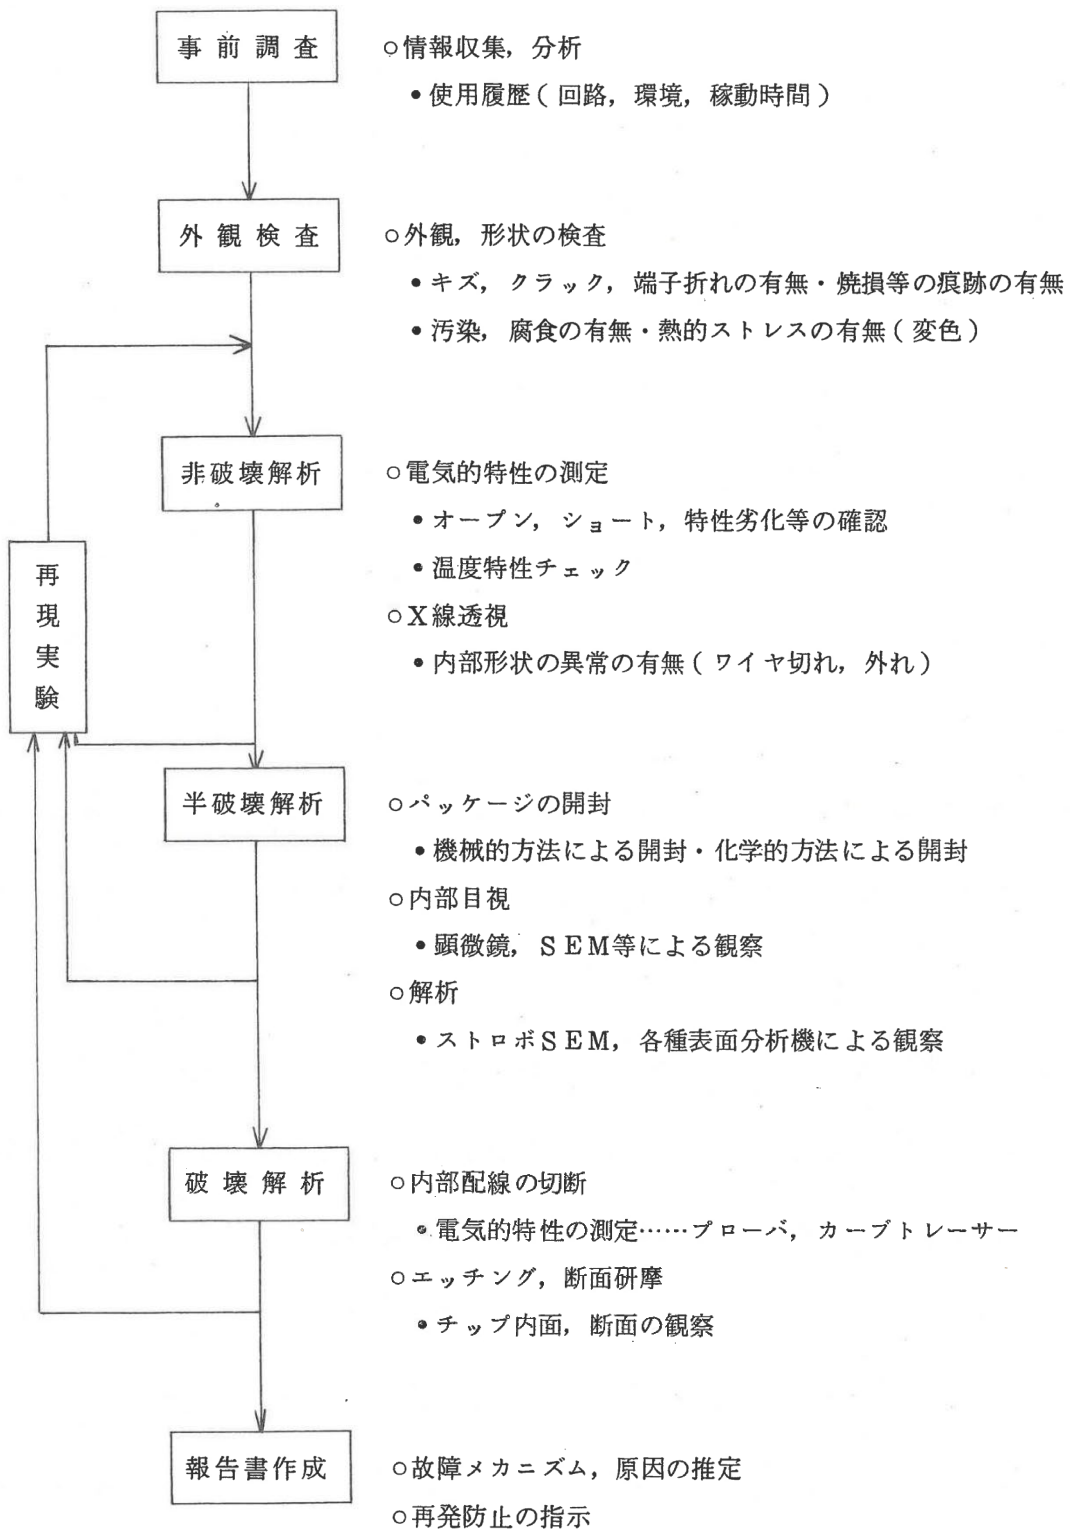 事前調査
○情報収集，分析
•使用履歴(回路，環境，稼動時間)
外観検査
○外観，形状の検査
•キズ，クラック，端子折れの有無・焼損等の痕跡の有無
•汚染，腐食の有無・熱的ストレスの有無(変色)
非破壊解析
○電気的特性の測定
•オープン，ショート，特性劣化等の確認
•温度特性チェック
○X線透視
•内部形状の異常の有無(ワイヤ切れ，外れ)
再現実験
半破壊解析
○パッケージの開封
•機械的方法による開封・化学的方法による開封
○内部目視
•顕微鏡，SEM等による観察
○解析
•ストロボSEM，各種表面分析機による観察
破壊解析
○内部配線の切断
•電気的特性の測定……プローバ，カーブトレーサー
○エッチング，断面研摩
•チップ内面，断面の観察
報告書作成
○故障メカニズム，原因の推定
○再発防止の指示